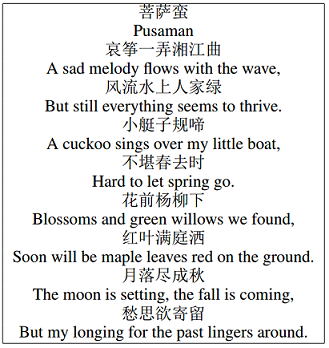 菩萨蛮
Pusaman
哀筝一弄湘江曲
A sad melody flows with the wave,
风流水上人家绿
But still everything seems to thrive.
小艇子规啼
A cuckoo sings over my little boat,
不堪春去时
Hard to let spring go.
花前杨柳下
Blossoms and green willows we found,
红叶满庭洒
Soon will be maple leaves red on the ground.
月落尽成秋
The moon is setting, the fall is coming,
愁思欲寄留
But my longing for the past lingers around.